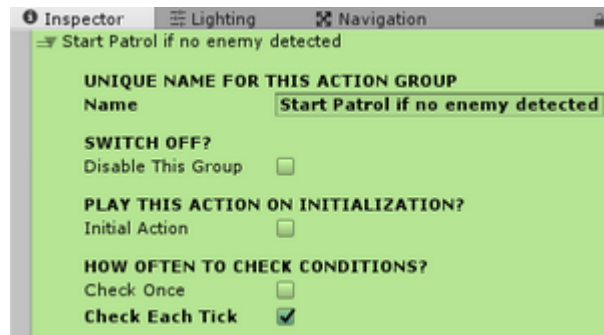 Inspector Lighting Navigation
Start Patrol if no enemy detected
UNIQUE NAME FOR THIS ACTION GROUP
Name Start Patrol if no enemy detected
SWITCH OFF?
Disable This Group
PLAY THIS ACTION ON INITIALIZATION?
Initial Action
HOW OFTEN TO CHECK CONDITIONS?
Check Once
Check Each Tick